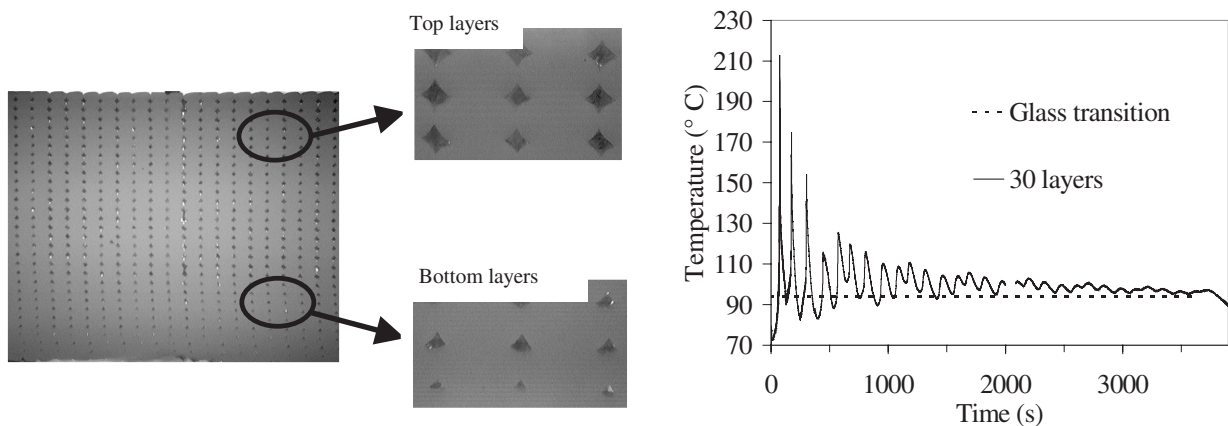 Top layers
Bottom layers
Temperature (° C)
230
210
190
170
150
130
110
90
70
Glass transition
30 layers
0
1000
2000
3000
Time (s)